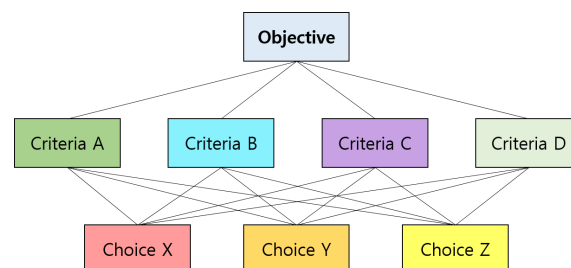 Objective
Criteria A
Criteria B
Criteria C
Criteria D
Choice X
Choice Y
Choice Z